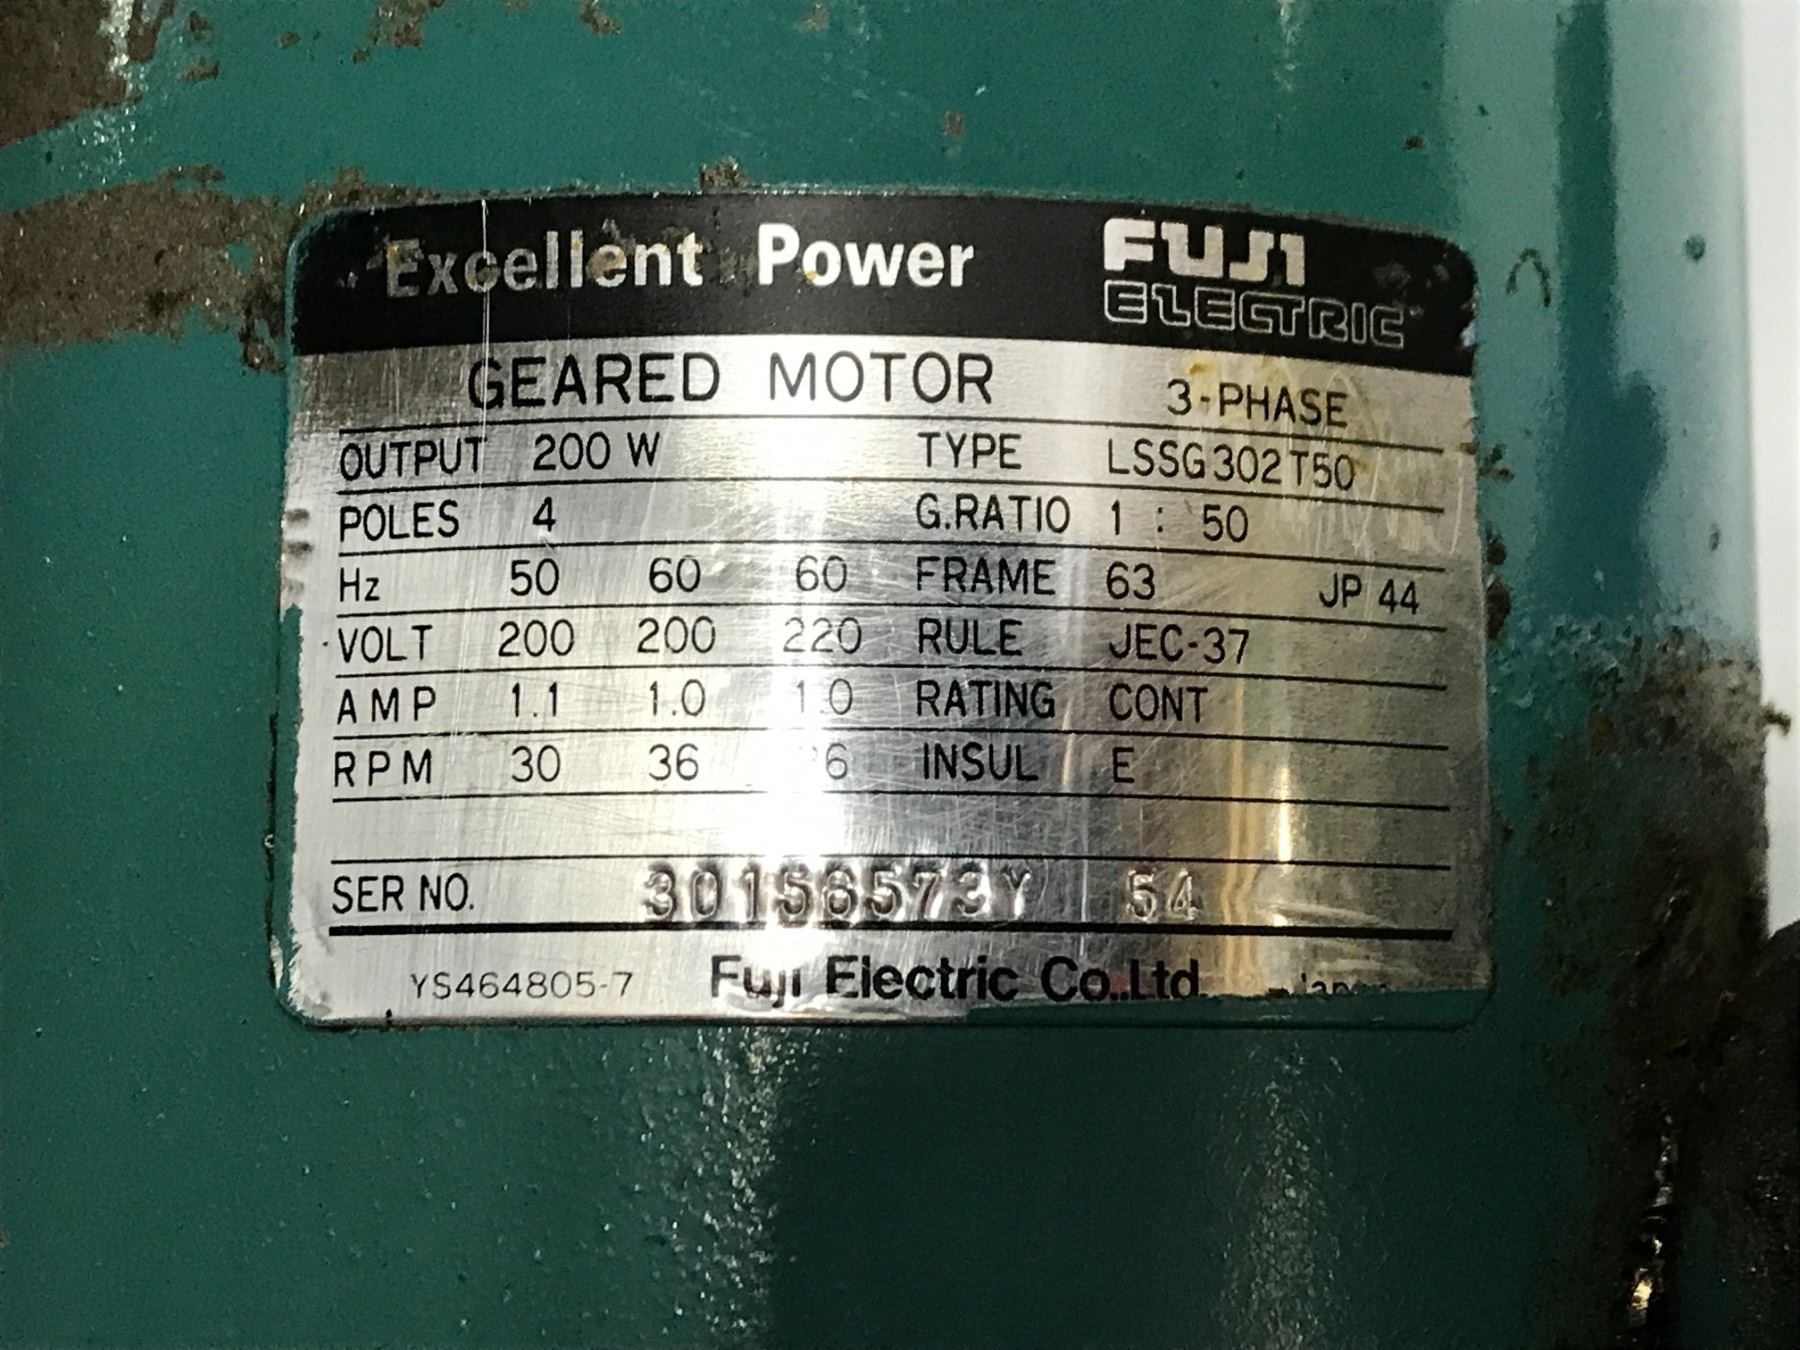 Excellent Power FUJI
ELECTRIC
GEARED MOTOR 3-PHASE
OUTPUT 200 W TYPE LSSG302T50
POLES 4 G.RATIO 1 : 50
Hz 50 60 60 FRAME 63 JP 44
VOLT 200 200 220 RULE JEC-37
AMP 1.1 1.0 1.0 RATING CONT
RPM 30 36 6 INSUL E
SER NO. 301566573Y 54
YS464805-7 Fuji Electric Co.,Ltd.